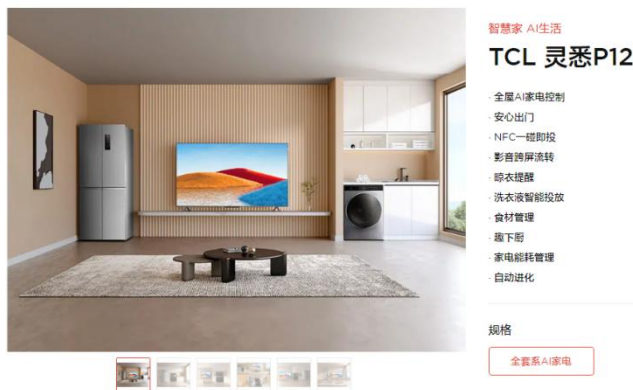 智慧家 AI生活
TCL 灵悉P12
· 全屋AI家电控制
· 安心出门
· NFC一碰即投
· 影音跨屏流转
· 晾衣提醒
· 洗衣液智能投放
· 食材管理
· 趣下厨
· 家电能耗管理
· 自动进化
规格
全套系AI家电